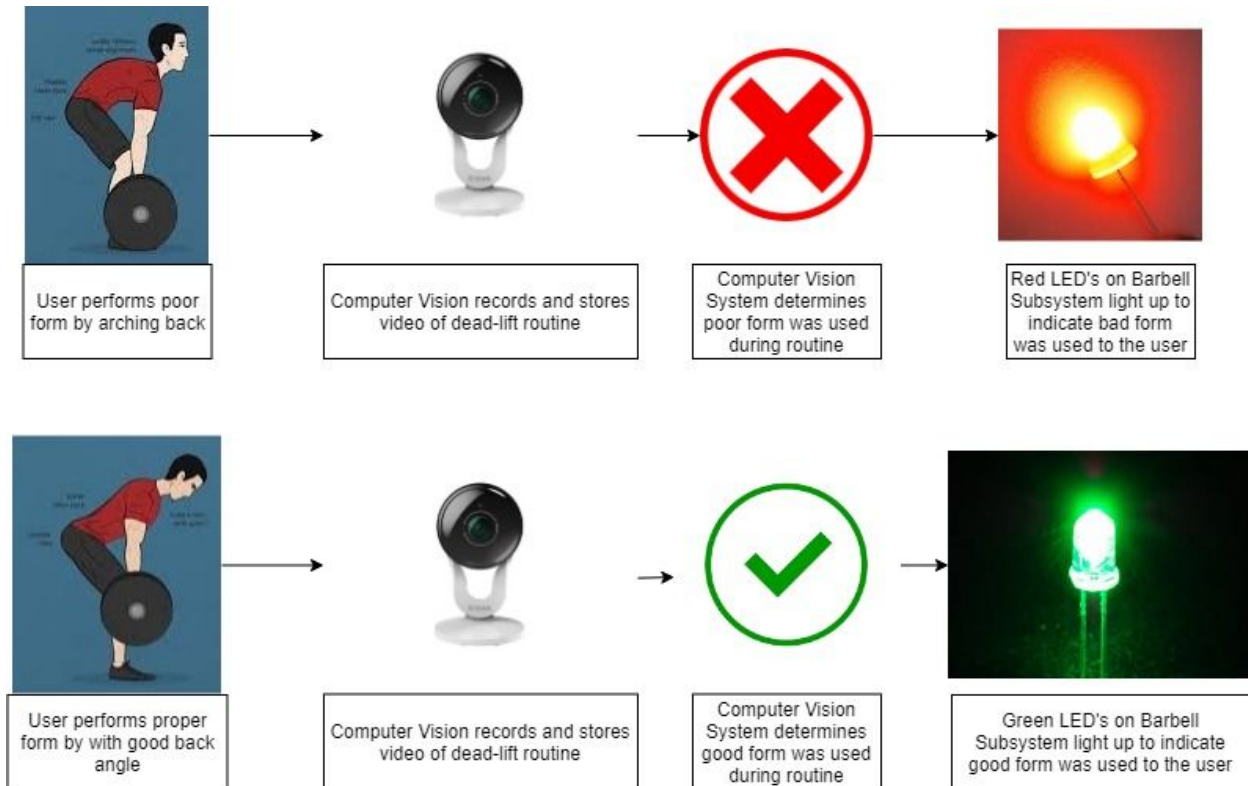 User performs poor
form by arching back
Computer Vision records and stores
video of dead-lift routine
Computer Vision
System determines
poor form was used
during routine
Red LED's on Barbell
Subsystem light up to
indicate bad form
was used to the user
User performs proper
form by with good back
angle
Computer Vision records and stores
video of dead-lift routine
Computer Vision
System determines
good form was used
during routine
Green LED's on Barbell
Subsystem light up to indicate
good form was used to the user